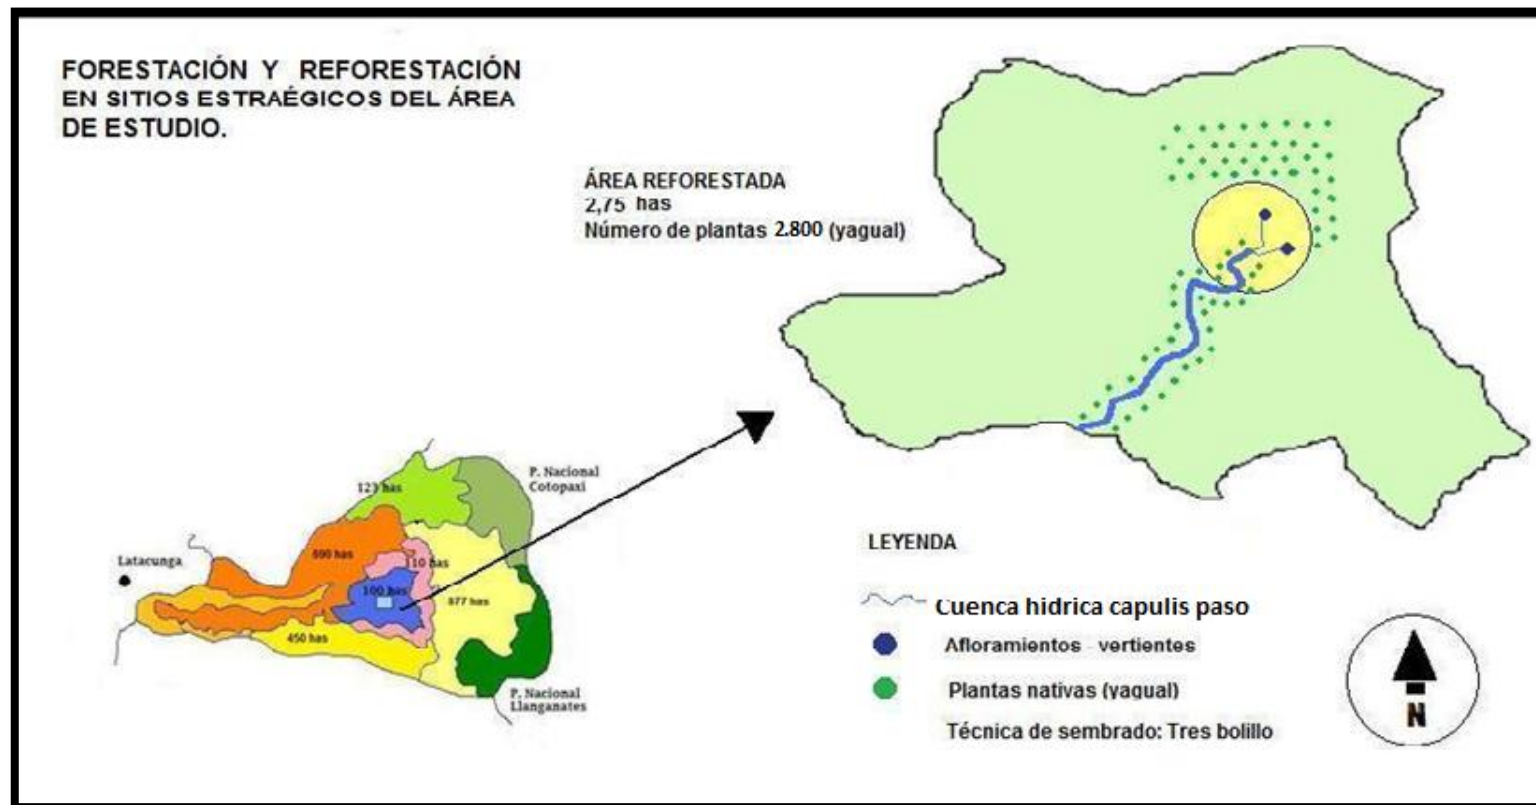 FORESTACIÓN Y REFORESTACIÓN
EN SITIOS ESTRAÉGICOS DEL ÁREA
DE ESTUDIO.
ÁREA REFORESTADA
2,75 has
Número de plantas 2.800 (yagual)
P. Nacional
Cotopaxi
123 has
Latacunga
690 has
110 has
100 has
877 has
450 has
P. Nacional
Llanganates
LEYENDA
Cuenca hidrica capulis paso
Afloramientos - vertientes
Plantas nativas (yagual)
Técnica de sembrado: Tres bolillo
N